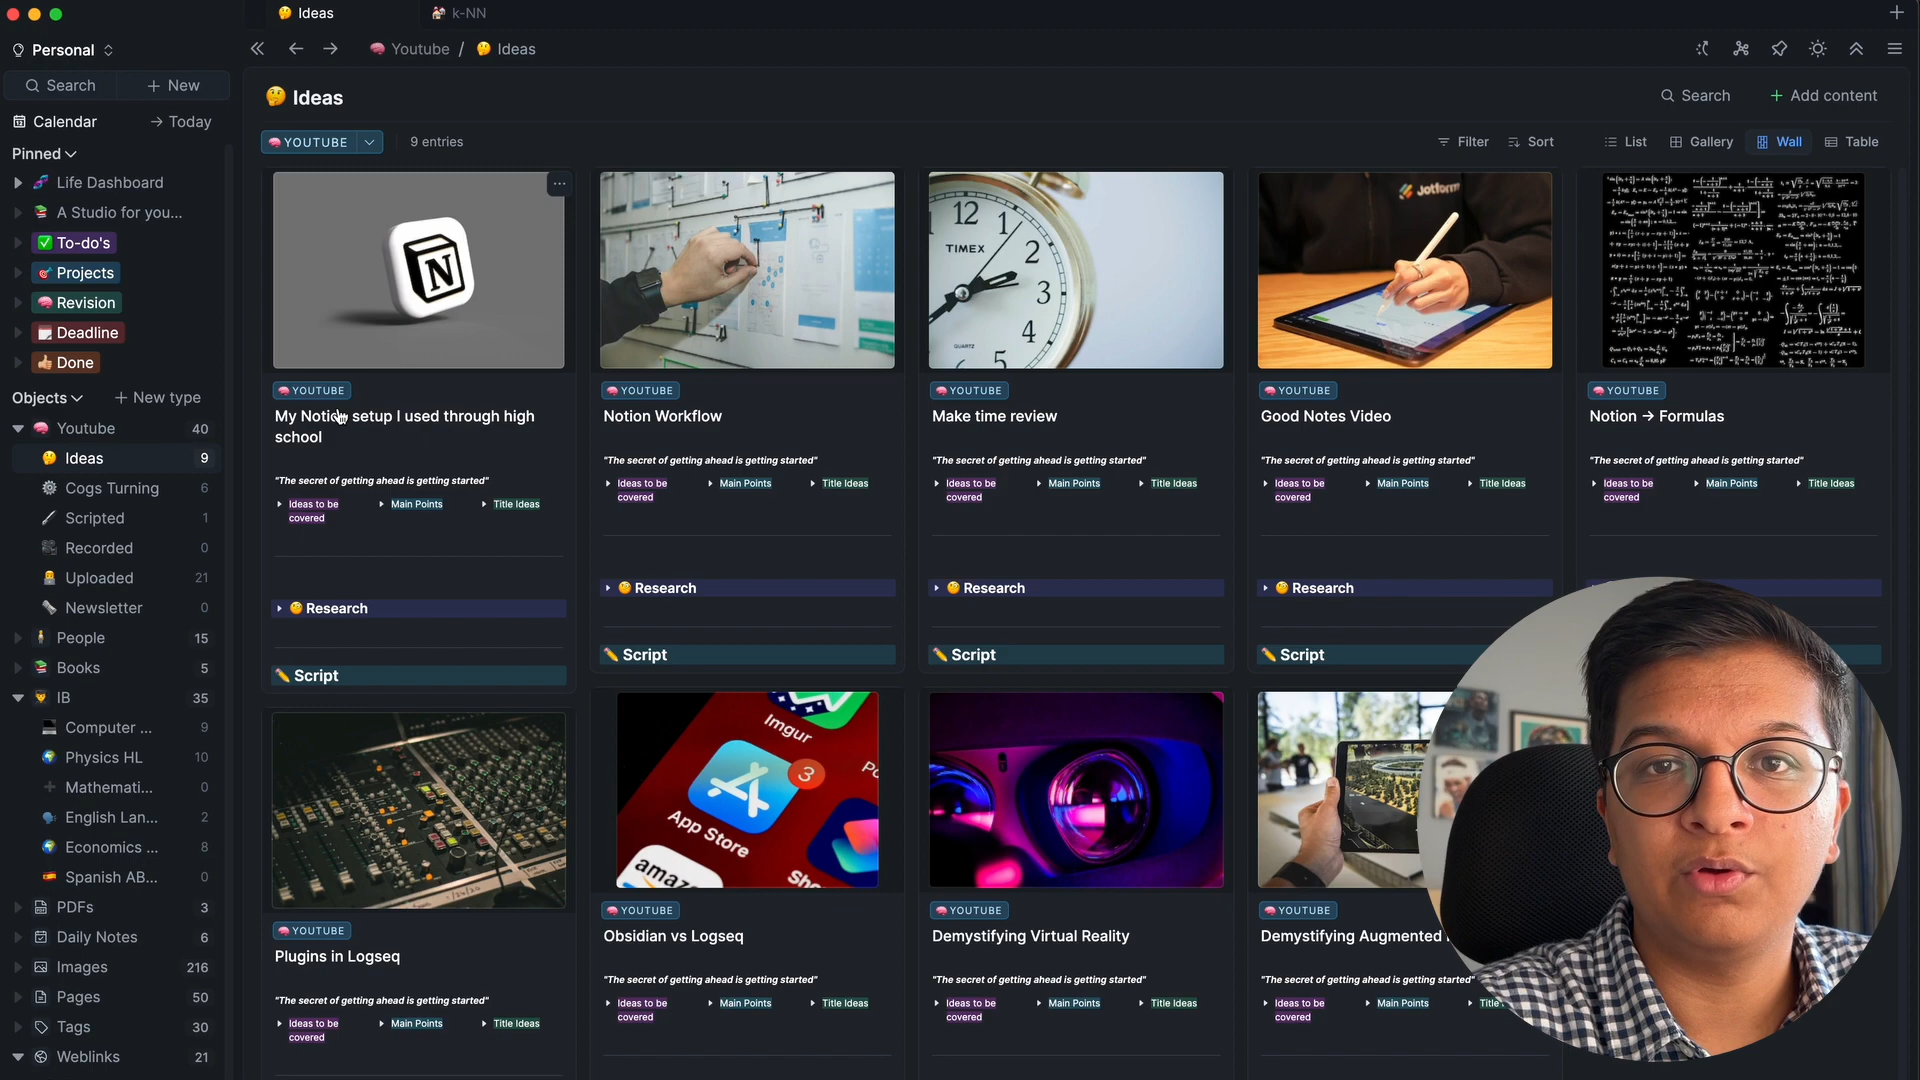 Ideas
k-NN
Personal
Youtube / Ideas
Search
New
Calendar
Today
Pinned
Life Dashboard
A Studio for you...
To-do's
Projects
Revision
Deadline
Done
Objects
New type
Youtube 40
Ideas 9
Cogs Turning 6
Scripted 1
Recorded 0
Uploaded 21
Newsletter 0
People 15
Books 5
IB 35
Computer ... 9
Physics HL 10
Mathemati... 0
English Lan... 2
Economics ... 8
Spanish AB... 0
PDFs 3
Daily Notes 6
Images 216
Pages 50
Tags 30
Weblinks 21
Ideas
Search
Add content
YOUTUBE
9 entries
Filter
Sort
List
Gallery
Wall
Table
N
YOUTUBE
My Notion setup I used through high
school
"The secret of getting ahead is getting started"
Ideas to be
covered
Main Points
Title Ideas
Research
Script
YOUTUBE
Notion Workflow
"The secret of getting ahead is getting started"
Ideas to be
covered
Main Points
Title Ideas
Research
Script
12
1
2
3
4
5
TIMEX
QUARTZ
YOUTUBE
Make time review
"The secret of getting ahead is getting started"
Ideas to be
covered
Main Points
Title Ideas
Research
Script
Jotform
YOUTUBE
Good Notes Video
"The secret of getting ahead is getting started"
Ideas to be
covered
Main Points
Title Ideas
Research
Script
YOUTUBE
Notion → Formulas
"The secret of getting ahead is getting started"
Ideas to be
covered
Main Points
Title Ideas
YOUTUBE
Plugins in Logseq
"The secret of getting ahead is getting started"
Ideas to be
covered
Main Points
Title Ideas
Imgur
3
App Store
amaz
Sh
YOUTUBE
Obsidian vs Logseq
"The secret of getting ahead is getting started"
Ideas to be
covered
Main Points
Title Ideas
YOUTUBE
Demystifying Virtual Reality
"The secret of getting ahead is getting started"
Ideas to be
covered
Main Points
Title Ideas
YOUTUBE
Demystifying Augmented
"The secret of getting ahead is getting started"
Ideas to be
covered
Main Points